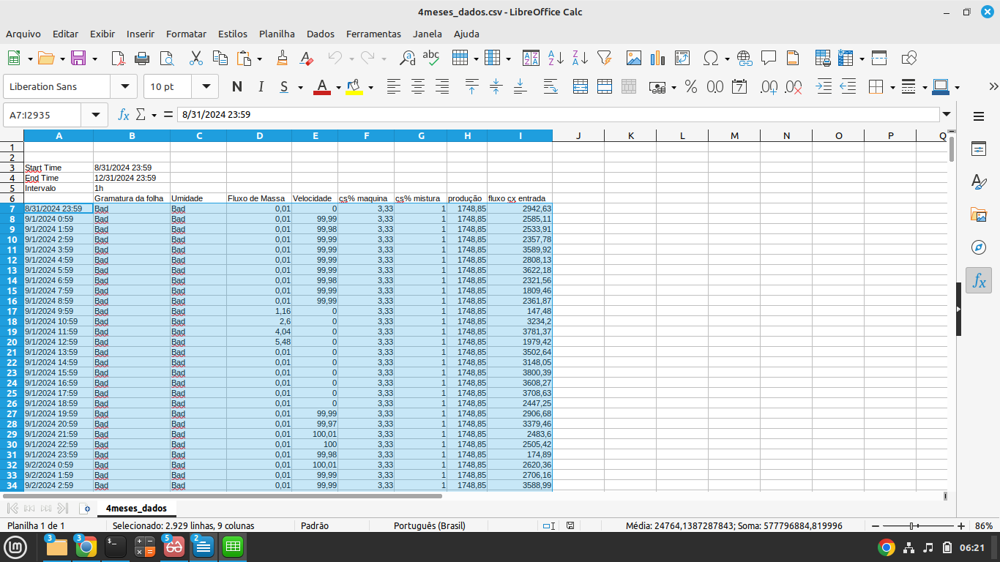 4meses_dados.csv - LibreOffice Calc
Arquivo Editar Exibir Inserir Formatar Estilos Planilha Dados Ferramentas Janela Ajuda
Liberation Sans 10 pt N I S
A7:I2935 8/31/2024 23:59
A B C D E F G H I J K L M N O P Q
1
2
3 Start Time 8/31/2024 23:59
4 End Time 12/31/2024 23:59
5 Intervalo 1h
6 Gramatura da folha Umidade Fluxo de Massa Velocidade cs% maquina cs% mistura produção fluxo cx entrada
7 8/31/2024 23:59 Bad Bad 0,01 0 3,33 1 1748,85 2942,63
8 9/1/2024 0:59 Bad Bad 0,01 99,99 3,33 1 1748,85 2585,11
9 9/1/2024 1:59 Bad Bad 0,01 99,98 3,33 1 1748,85 2533,91
10 9/1/2024 2:59 Bad Bad 0,01 99,99 3,33 1 1748,85 2357,78
11 9/1/2024 3:59 Bad Bad 0,01 99,99 3,33 1 1748,85 3589,92
12 9/1/2024 4:59 Bad Bad 0,01 99,99 3,33 1 1748,85 2808,13
13 9/1/2024 5:59 Bad Bad 0,01 99,99 3,33 1 1748,85 3622,18
14 9/1/2024 6:59 Bad Bad 0,01 99,98 3,33 1 1748,85 2321,56
15 9/1/2024 7:59 Bad Bad 0,01 99,99 3,33 1 1748,85 1809,46
16 9/1/2024 8:59 Bad Bad 0,01 99,99 3,33 1 1748,85 2361,87
17 9/1/2024 9:59 Bad Bad 1,16 0 3,33 1 1748,85 147,48
18 9/1/2024 10:59 Bad Bad 2,6 0 3,33 1 1748,85 3234,2
19 9/1/2024 11:59 Bad Bad 4,04 0 3,33 1 1748,85 3781,37
20 9/1/2024 12:59 Bad Bad 5,48 0 3,33 1 1748,85 1979,42
21 9/1/2024 13:59 Bad Bad 0,01 0 3,33 1 1748,85 3502,64
22 9/1/2024 14:59 Bad Bad 0,01 0 3,33 1 1748,85 3148,05
23 9/1/2024 15:59 Bad Bad 0,01 0 3,33 1 1748,85 3800,39
24 9/1/2024 16:59 Bad Bad 0,01 0 3,33 1 1748,85 3608,27
25 9/1/2024 17:59 Bad Bad 0,01 0 3,33 1 1748,85 3708,63
26 9/1/2024 18:59 Bad Bad 0,01 0 3,33 1 1748,85 2447,25
27 9/1/2024 19:59 Bad Bad 0,01 99,99 3,33 1 1748,85 2906,68
28 9/1/2024 20:59 Bad Bad 0,01 99,97 3,33 1 1748,85 3379,46
29 9/1/2024 21:59 Bad Bad 0,01 100,01 3,33 1 1748,85 2483,6
30 9/1/2024 22:59 Bad Bad 0,01 100 3,33 1 1748,85 2505,42
31 9/1/2024 23:59 Bad Bad 0,01 99,98 3,33 1 1748,85 174,89
32 9/2/2024 0:59 Bad Bad 0,01 100,01 3,33 1 1748,85 2620,36
33 9/2/2024 1:59 Bad Bad 0,01 99,99 3,33 1 1748,85 2706,16
34 9/2/2024 2:59 Bad Bad 0,01 99,99 3,33 1 1748,85 3588,99
4meses_dados
Planilha 1 de 1 Selecionado: 2.929 linhas, 9 colunas Padrão Português (Brasil) Média: 24764,1387287843; Soma: 577796884,819996 86%
3 3 5 2 06:21